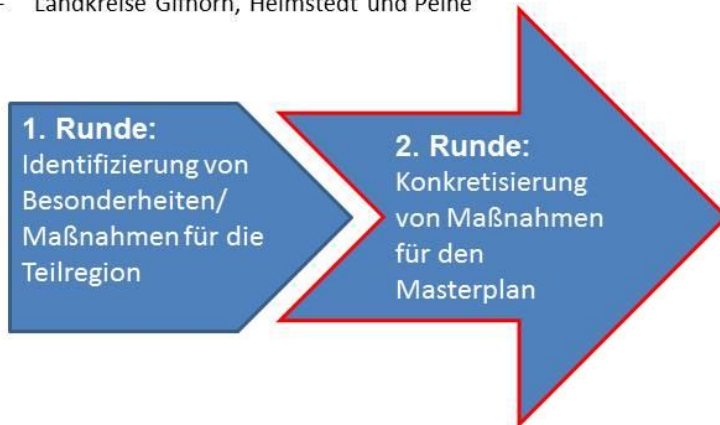 - Landkreise Gifhorn, Helmstedt und Peine
1. Runde:
Identifizierung von
Besonderheiten/
Maßnahmen für die
Teilregion
2. Runde:
Konkretisierung
von Maßnahmen
für den
Masterplan